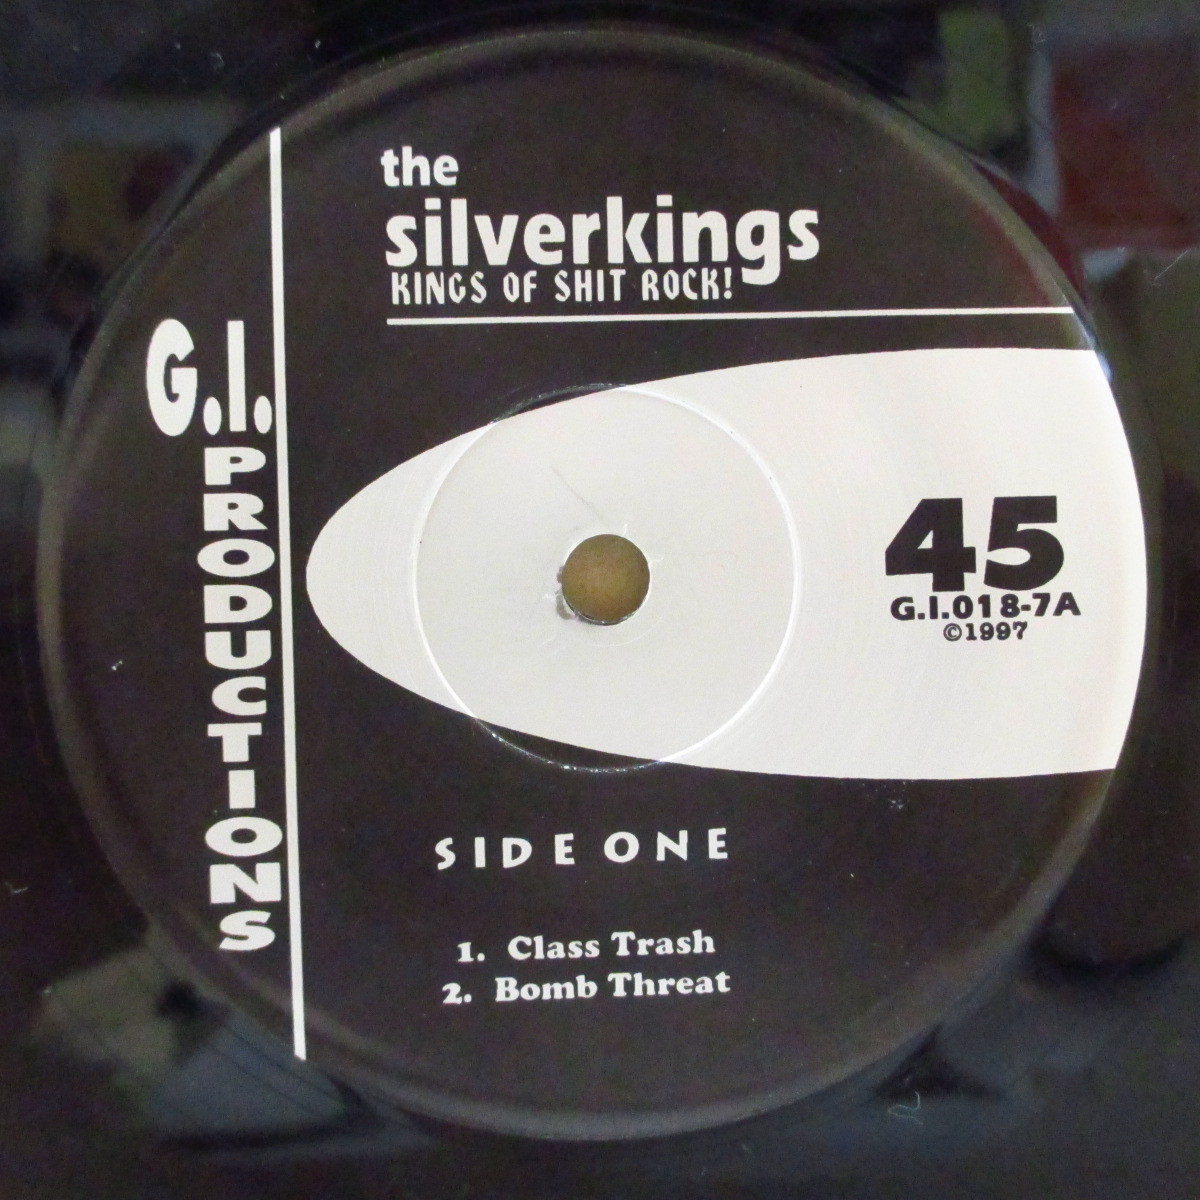 the
silverkings
KINGS OF SHIT ROCK!
G.I.
PRODUCTIONS
45
G.I.018-7A
©1997
SIDE ONE
1. Class Trash
2. Bomb Threat